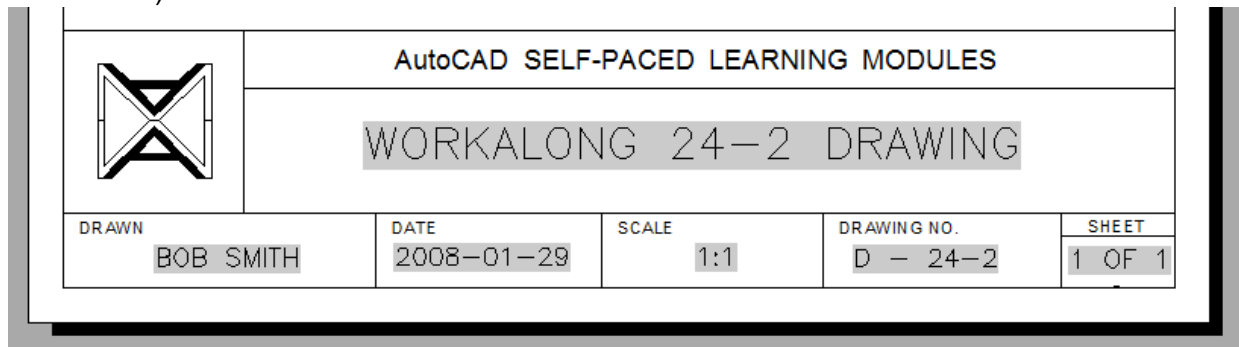 )
AutoCAD SELF-PACED LEARNING MODULES
WORKALONG 24-2 DRAWING
DRAWN
DATE
SCALE
DRAWING NO.
SHEET
BOB SMITH
2008-01-29
1:1
D - 24-2
1 OF 1